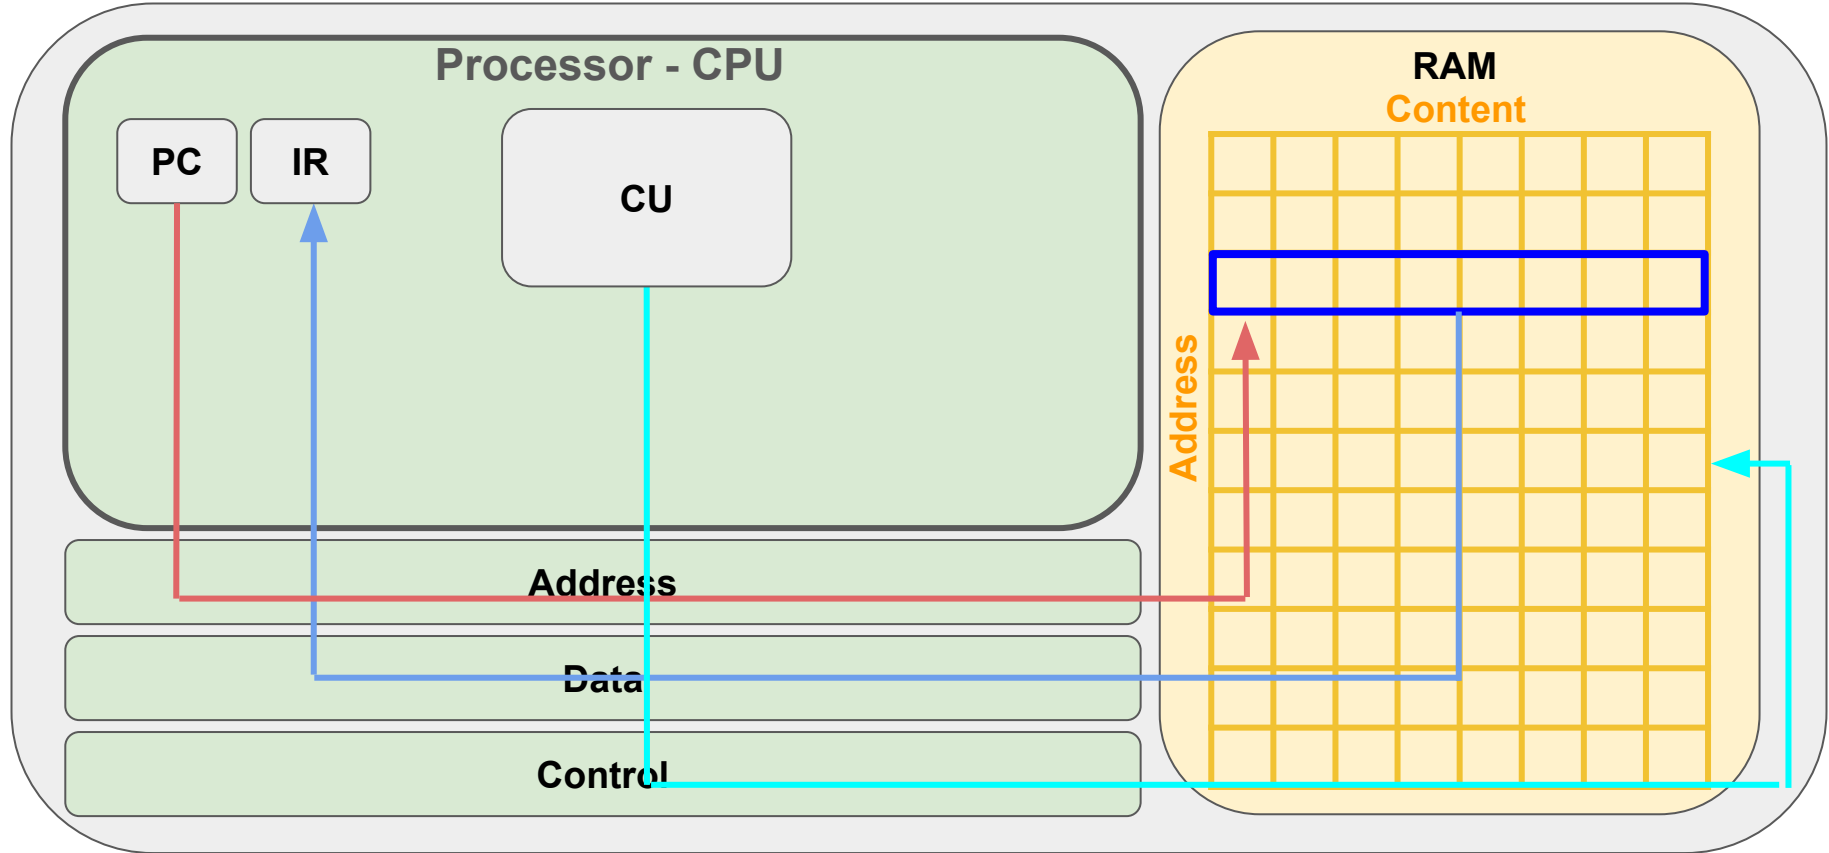 Processor - CPU
PC
IR
CU
RAM
Content
Address
Address
Data
Control